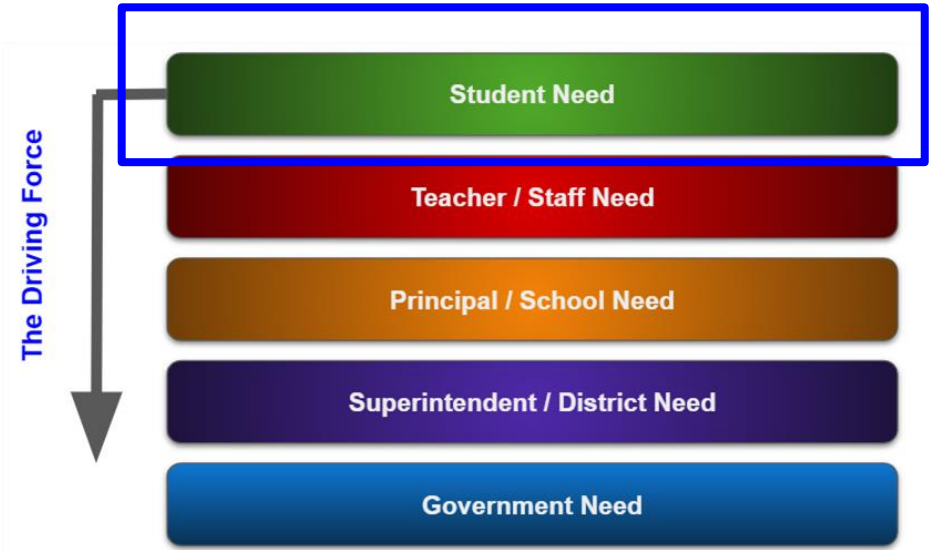 Student Need
The Driving Force
Teacher / Staff Need
Principal / School Need
Superintendent / District Need
Government Need